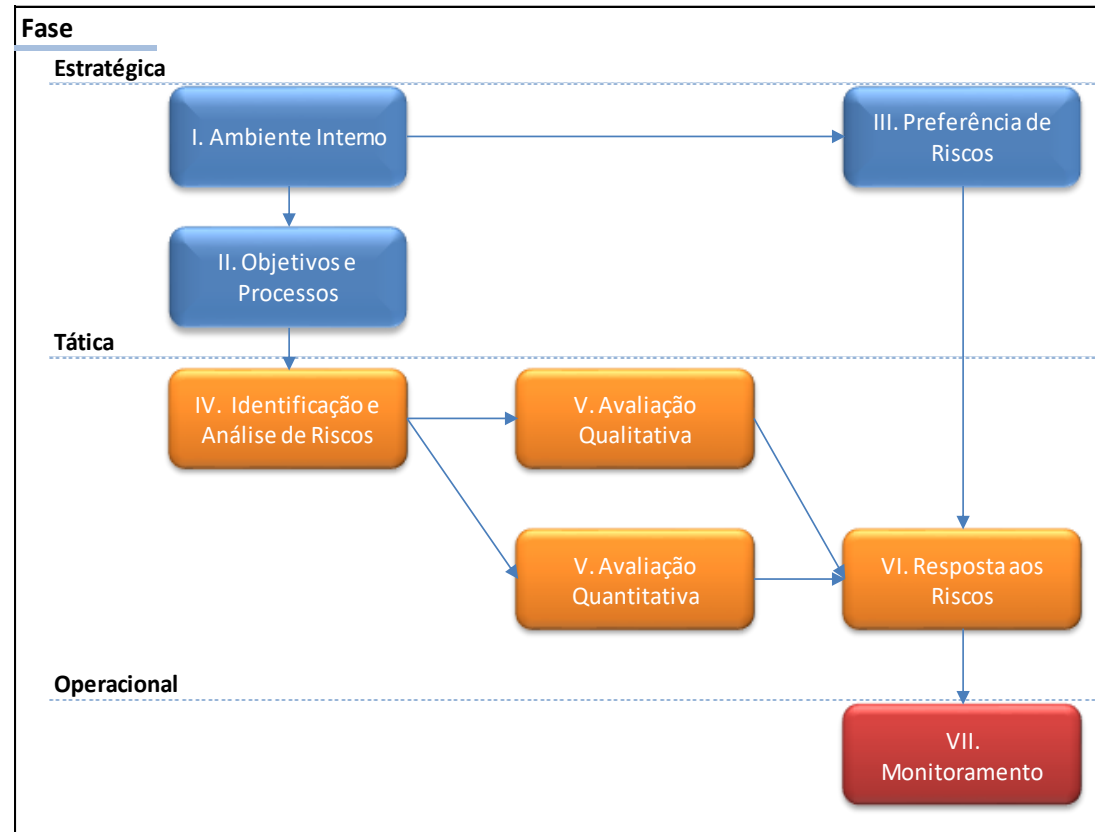 Fase
Estratégica
I. Ambiente Interno
III. Preferência de
Riscos
II. Objetivos e
Processos
Tática
IV. Identificação e
Análise de Riscos
V. Avaliação
Qualitativa
V. Avaliação
Quantitativa
VI. Resposta aos
Riscos
Operacional
VII.
Monitoramento